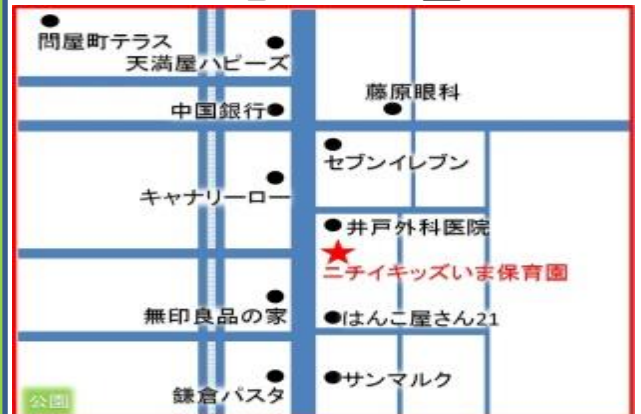 問屋町テラス
天満屋ハピーズ
藤原眼科
中国銀行
セブンイレブン
キャナリーロー
井戸外科医院
ニチイキッズいま保育園
無印良品の家
はんこ屋さん21
サンマルク
鎌倉パスタ
公園